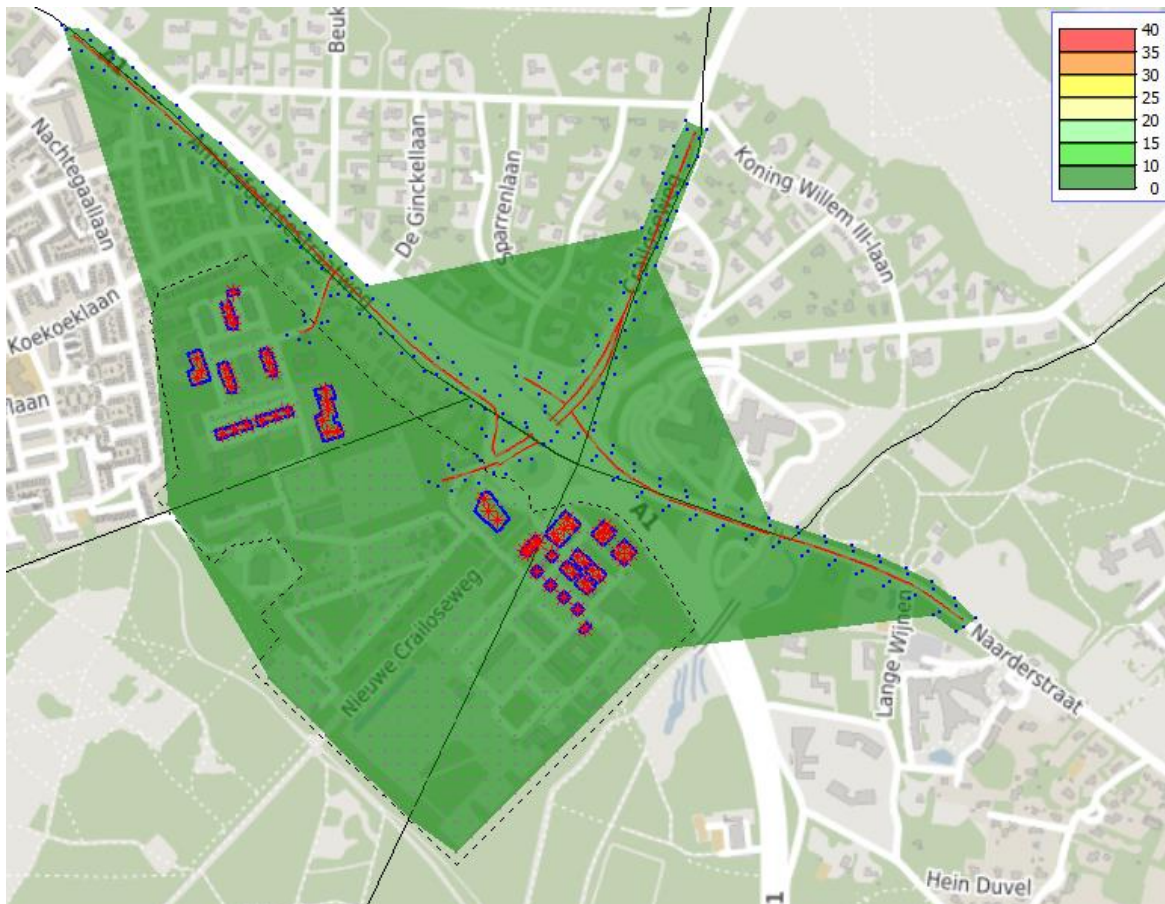 40
35
30
25
20
15
10
0
Beuk
Nachtegaallaan
De Ginckellaan
Sparrenlaan
Koning Willem III-laan
Koekoeklaan
laan
A1
Nieuwe Crailoseweg
Lange Wijnen
Naarderstraat
Hein Duvel
1